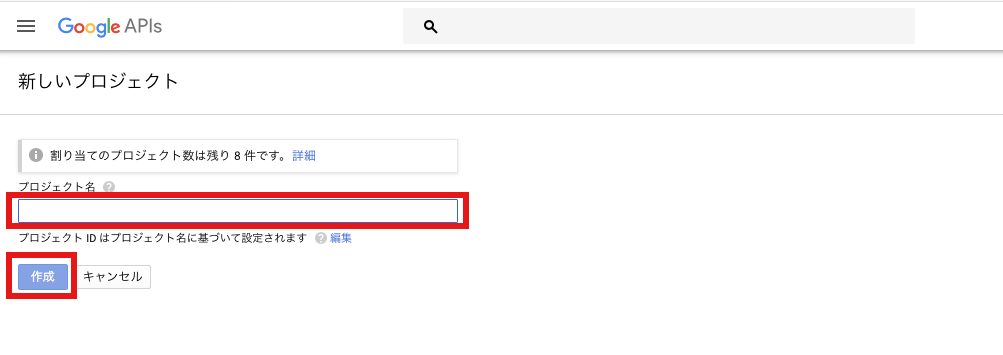 Google APIs
新しいプロジェクト
割り当てのプロジェクト数は残り 8 件です。詳細
プロジェクト名
プロジェクト ID はプロジェクト名に基づいて設定されます 編集
作成 キャンセル